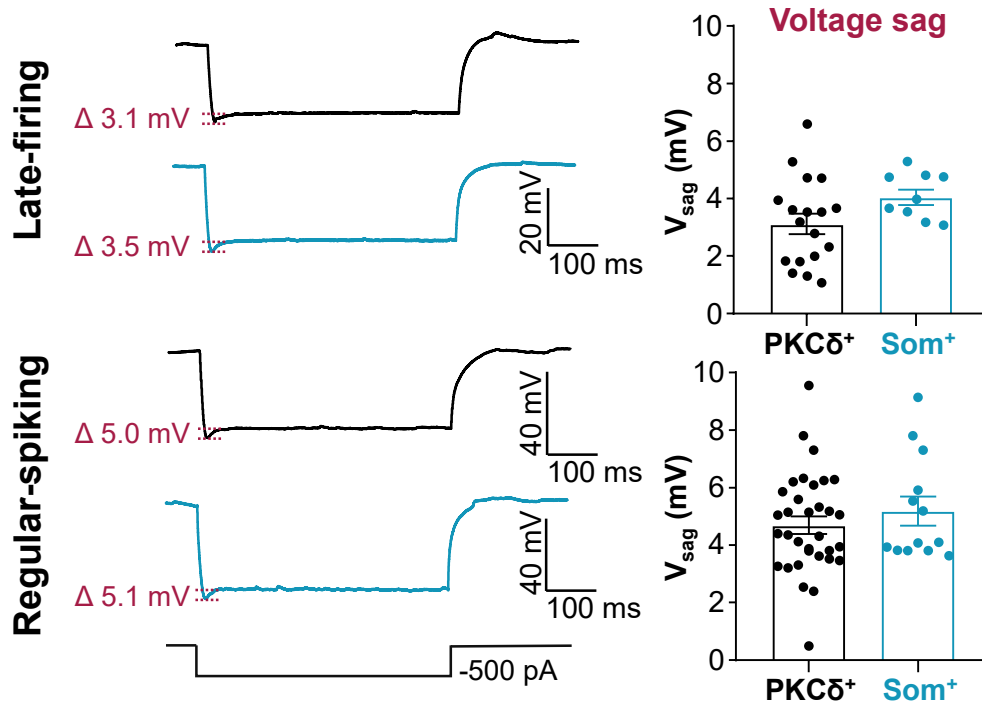 Late-firing
Δ 3.1 mV
Δ 3.5 mV
20 mV
100 ms
Voltage sag
10
8
6
4
2
0
Vsag (mV)
PKCδ+
Som+
Regular-spiking
Δ 5.0 mV
40 mV
100 ms
Δ 5.1 mV
40 mV
100 ms
-500 pA
10
8
6
4
2
0
Vsag (mV)
PKCδ+
Som+